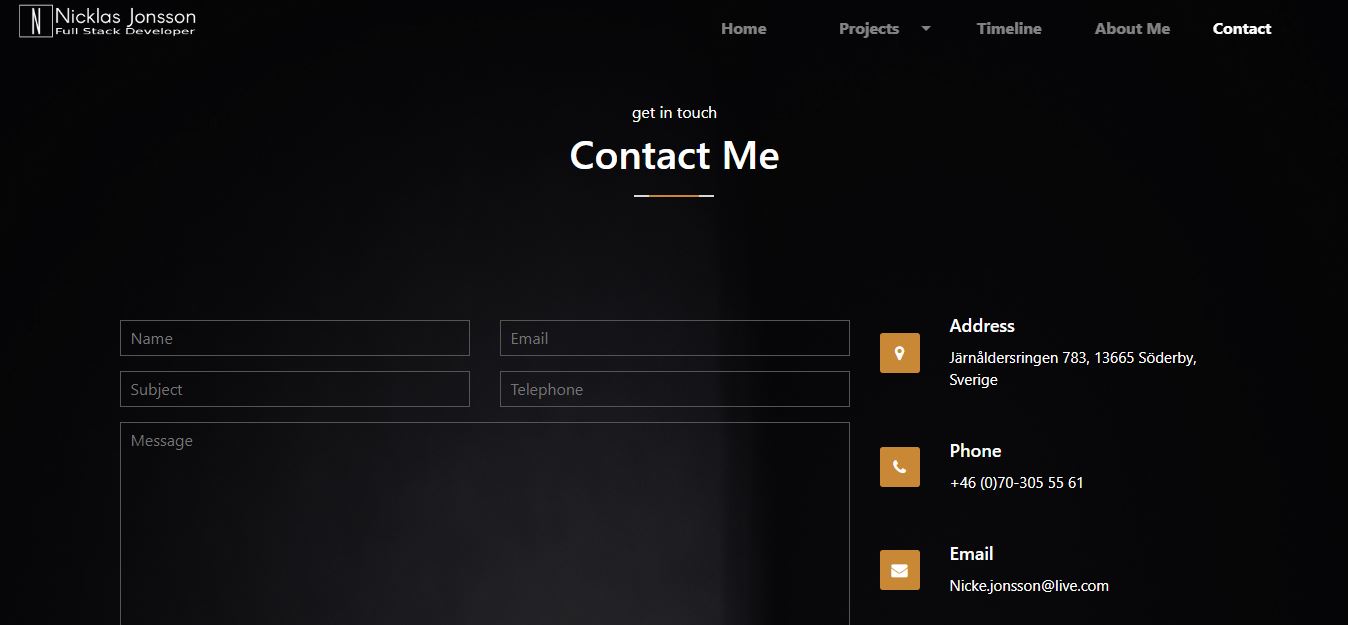 N Nicklas Jonsson
Full Stack Developer
Home Projects Timeline About Me Contact
get in touch
Contact Me
Name Email
Subject Telephone
Message
Address
Järnåldersringen 783, 13665 Söderby,
Sverige
Phone
+46 (0)70-305 55 61
Email
Nicke.jonsson@live.com